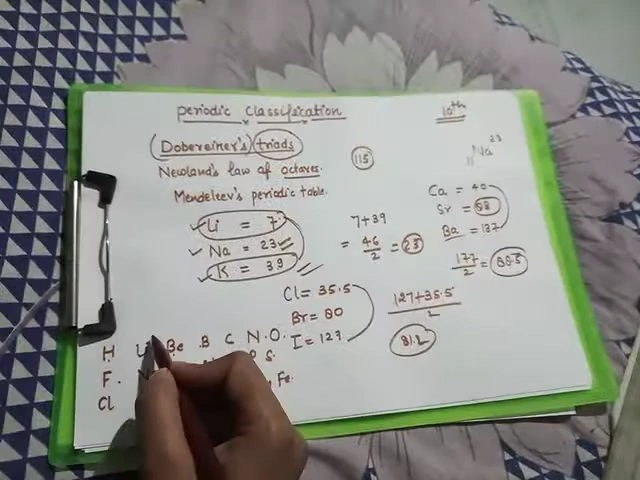 periodic classification
10th
(Dobereiner's) triads
Newland's law of octaves.
115
Na 23
Mendeleev's periodic table.
Li = 7
Na = 23
K = 39
7+39
= 46/2 = 23
Ca = 40
Sr = 88
Ba = 137
177/2 = 88.5
Cl = 35.5
Br = 80
I = 127
127+35.5
2
81.2
H Be B C N. O.
F. S. Fe.
Cl